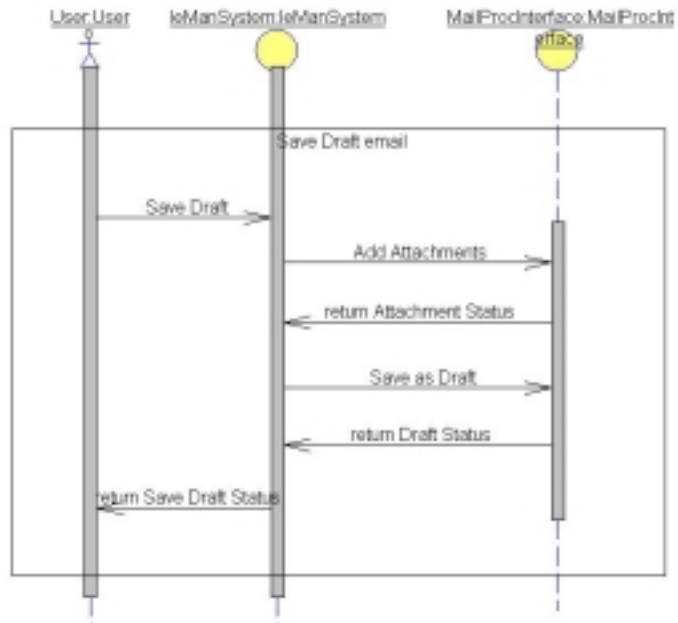 User:User
IeManSystem:IeManSystem
MailProcInterface:MailProcInt
erface
Save Draft email
Save Draft
Add Attachments
return Attachment Status
Save as Draft
return Draft Status
return Save Draft Status